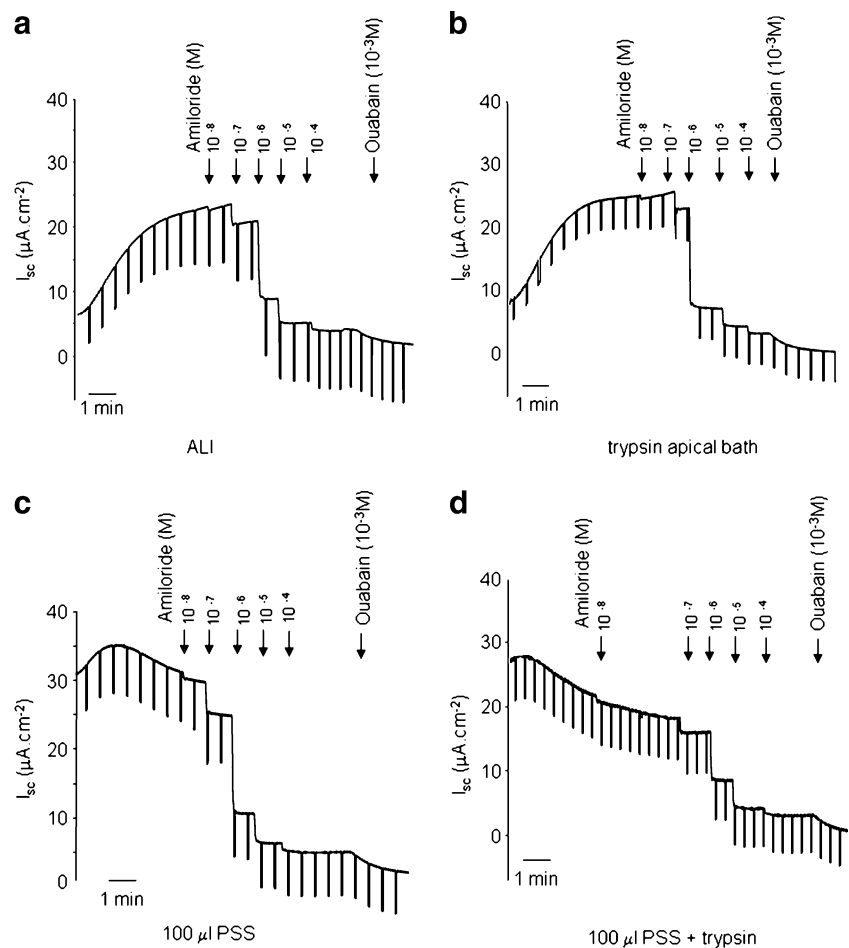 a
Amiloride (M)
10⁻⁸
10⁻⁷
10⁻⁶
10⁻⁵
10⁻⁴
Ouabain (10⁻³M)
40
30
20
10
0
Isc (μA.cm⁻²)
1 min
ALI
b
Amiloride (M)
10⁻⁸
10⁻⁷
10⁻⁶
10⁻⁵
10⁻⁴
Ouabain (10⁻³M)
40
30
20
10
0
Isc (μA.cm⁻²)
1 min
trypsin apical bath
c
Amiloride (M)
10⁻⁸
10⁻⁷
10⁻⁶
10⁻⁵
10⁻⁴
Ouabain (10⁻³M)
40
30
20
10
0
Isc (μA.cm⁻²)
1 min
100 μl PSS
d
Amiloride (M)
10⁻⁸
10⁻⁷
10⁻⁶
10⁻⁵
10⁻⁴
Ouabain (10⁻³M)
40
30
20
10
0
Isc (μA.cm⁻²)
1 min
100 μl PSS + trypsin